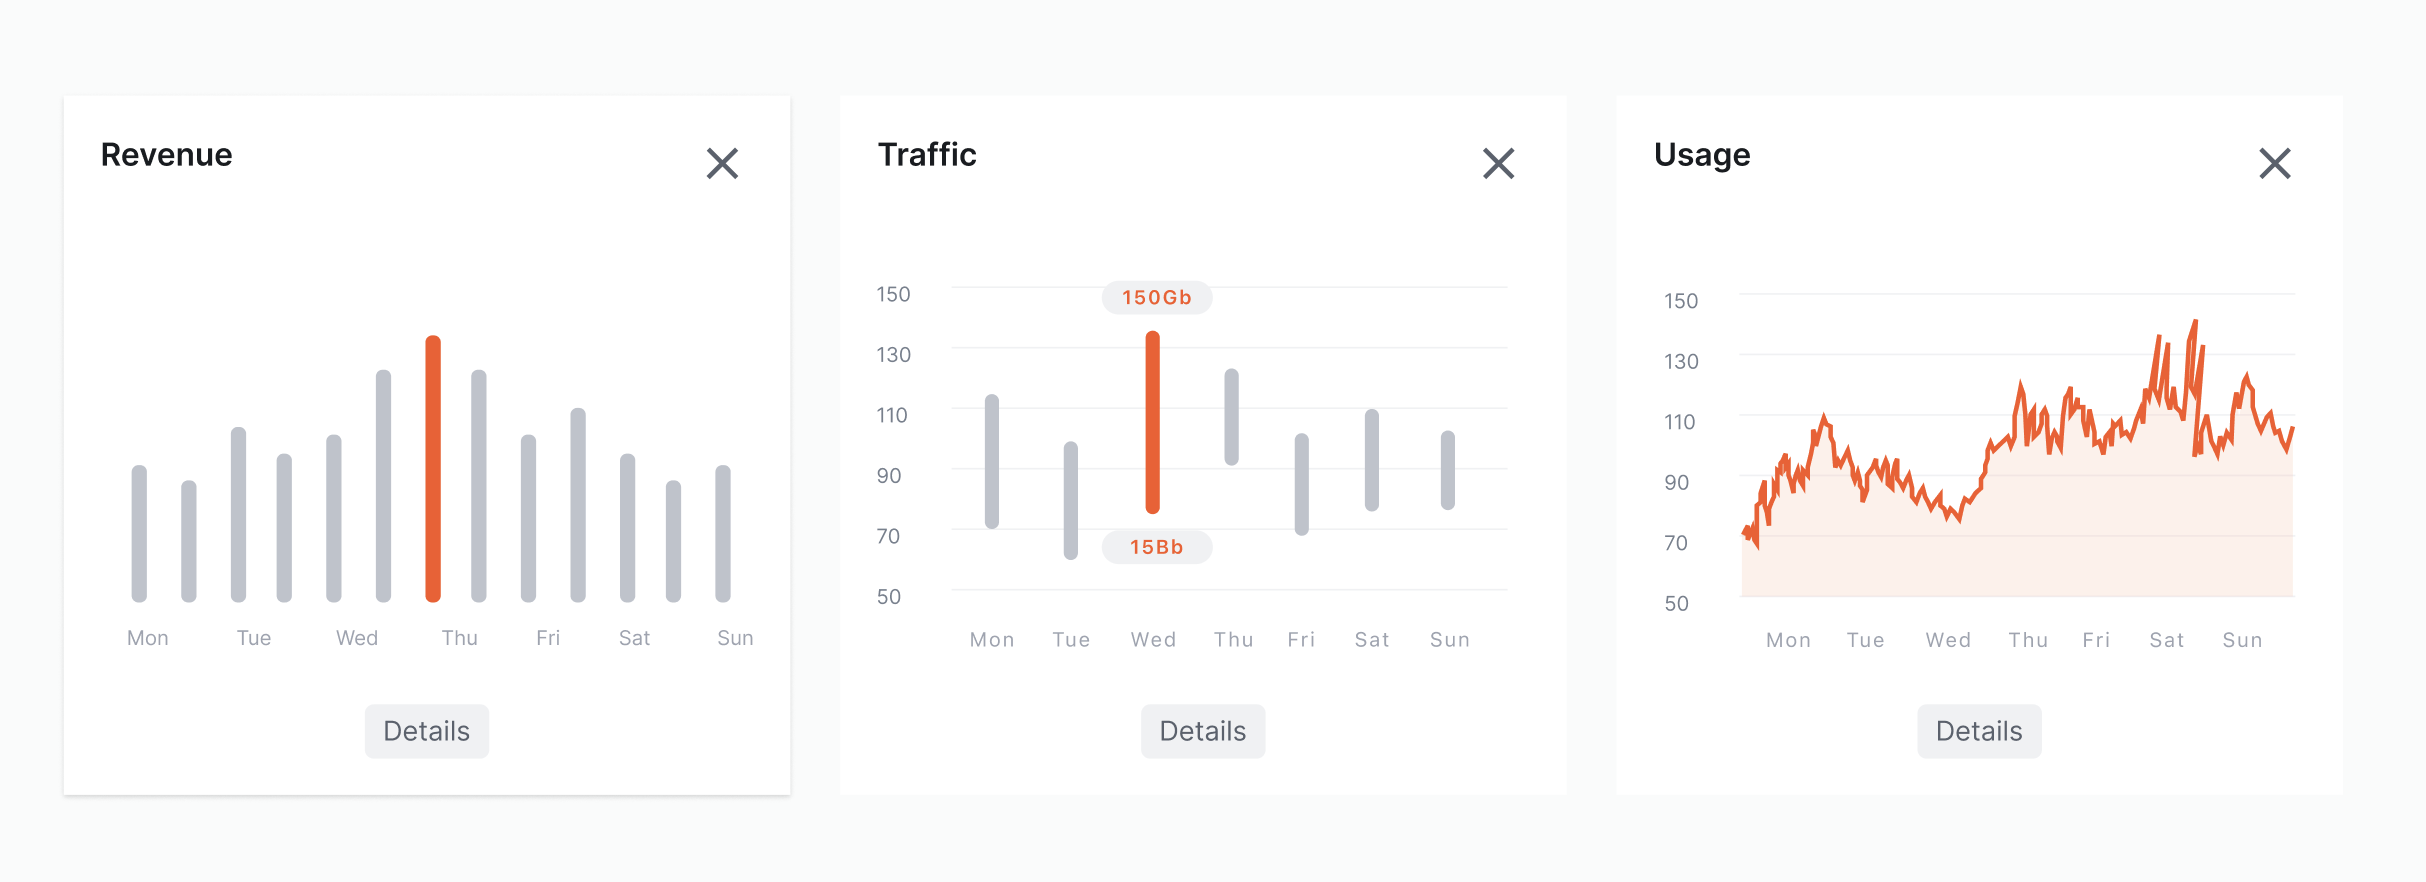 Revenue
Mon Tue Wed Thu Fri Sat Sun
Details
Traffic
150
130
110
90
70
50
150Gb
15Bb
Mon Tue Wed Thu Fri Sat Sun
Details
Usage
150
130
110
90
70
50
Mon Tue Wed Thu Fri Sat Sun
Details